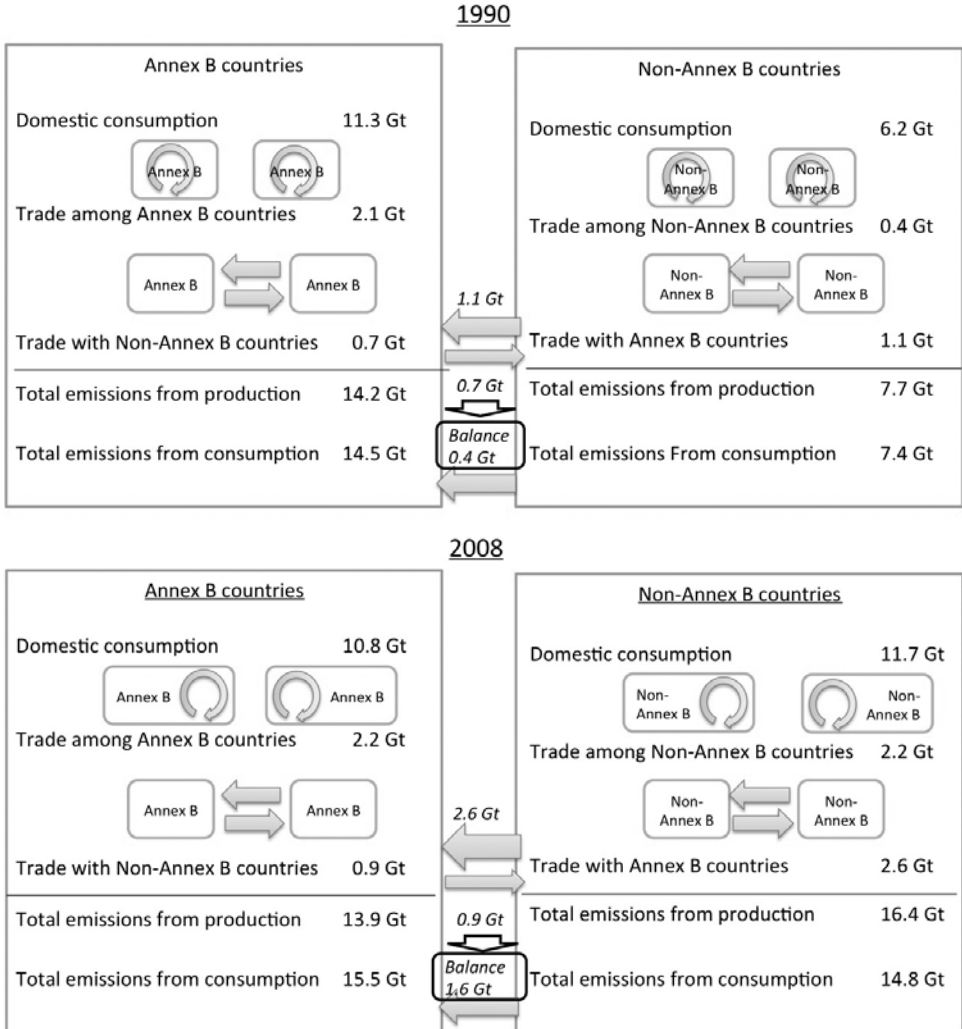 1990
Annex B countries
Domestic consumption 11.3 Gt
Annex B Annex B
Trade among Annex B countries 2.1 Gt
Annex B Annex B
Trade with Non-Annex B countries 0.7 Gt
Total emissions from production 14.2 Gt
Total emissions from consumption 14.5 Gt
1.1 Gt
0.7 Gt
Balance
0.4 Gt
Non-Annex B countries
Domestic consumption 6.2 Gt
Non-
Annex B
Non-
Annex B
Trade among Non-Annex B countries 0.4 Gt
Non-
Annex B
Non-
Annex B
Trade with Annex B countries 1.1 Gt
Total emissions from production 7.7 Gt
Total emissions From consumption 7.4 Gt
2008
Annex B countries
Domestic consumption 10.8 Gt
Annex B Annex B
Trade among Annex B countries 2.2 Gt
Annex B Annex B
Trade with Non-Annex B countries 0.9 Gt
Total emissions from production 13.9 Gt
Total emissions from consumption 15.5 Gt
2.6 Gt
0.9 Gt
Balance
1.6 Gt
Non-Annex B countries
Domestic consumption 11.7 Gt
Non-
Annex B
Non-
Annex B
Trade among Non-Annex B countries 2.2 Gt
Non-
Annex B
Non-
Annex B
Trade with Annex B countries 2.6 Gt
Total emissions from production 16.4 Gt
Total emissions from consumption 14.8 Gt